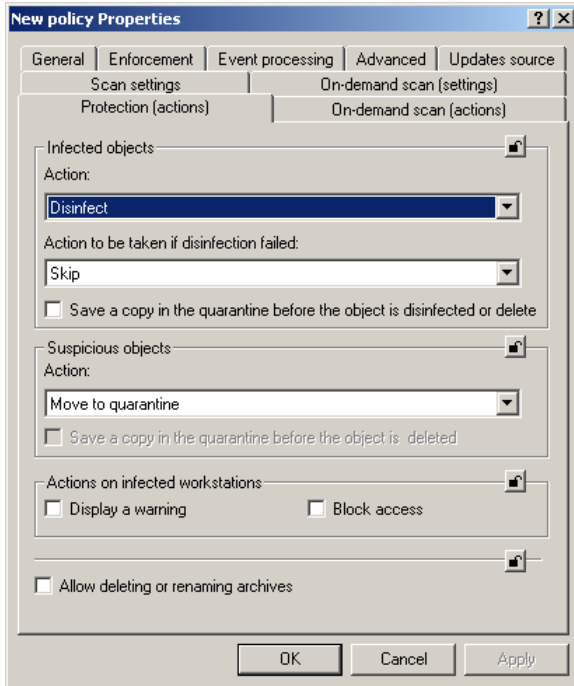 New policy Properties
General Enforcement Event processing Advanced Updates source
Scan settings On-demand scan (settings)
Protection (actions) On-demand scan (actions)
Infected objects
Action:
Disinfect
Action to be taken if disinfection failed:
Skip
Save a copy in the quarantine before the object is disinfected or delete
Suspicious objects
Action:
Move to quarantine
Save a copy in the quarantine before the object is deleted
Actions on infected workstations
Display a warning Block access
Allow deleting or renaming archives
OK Cancel Apply